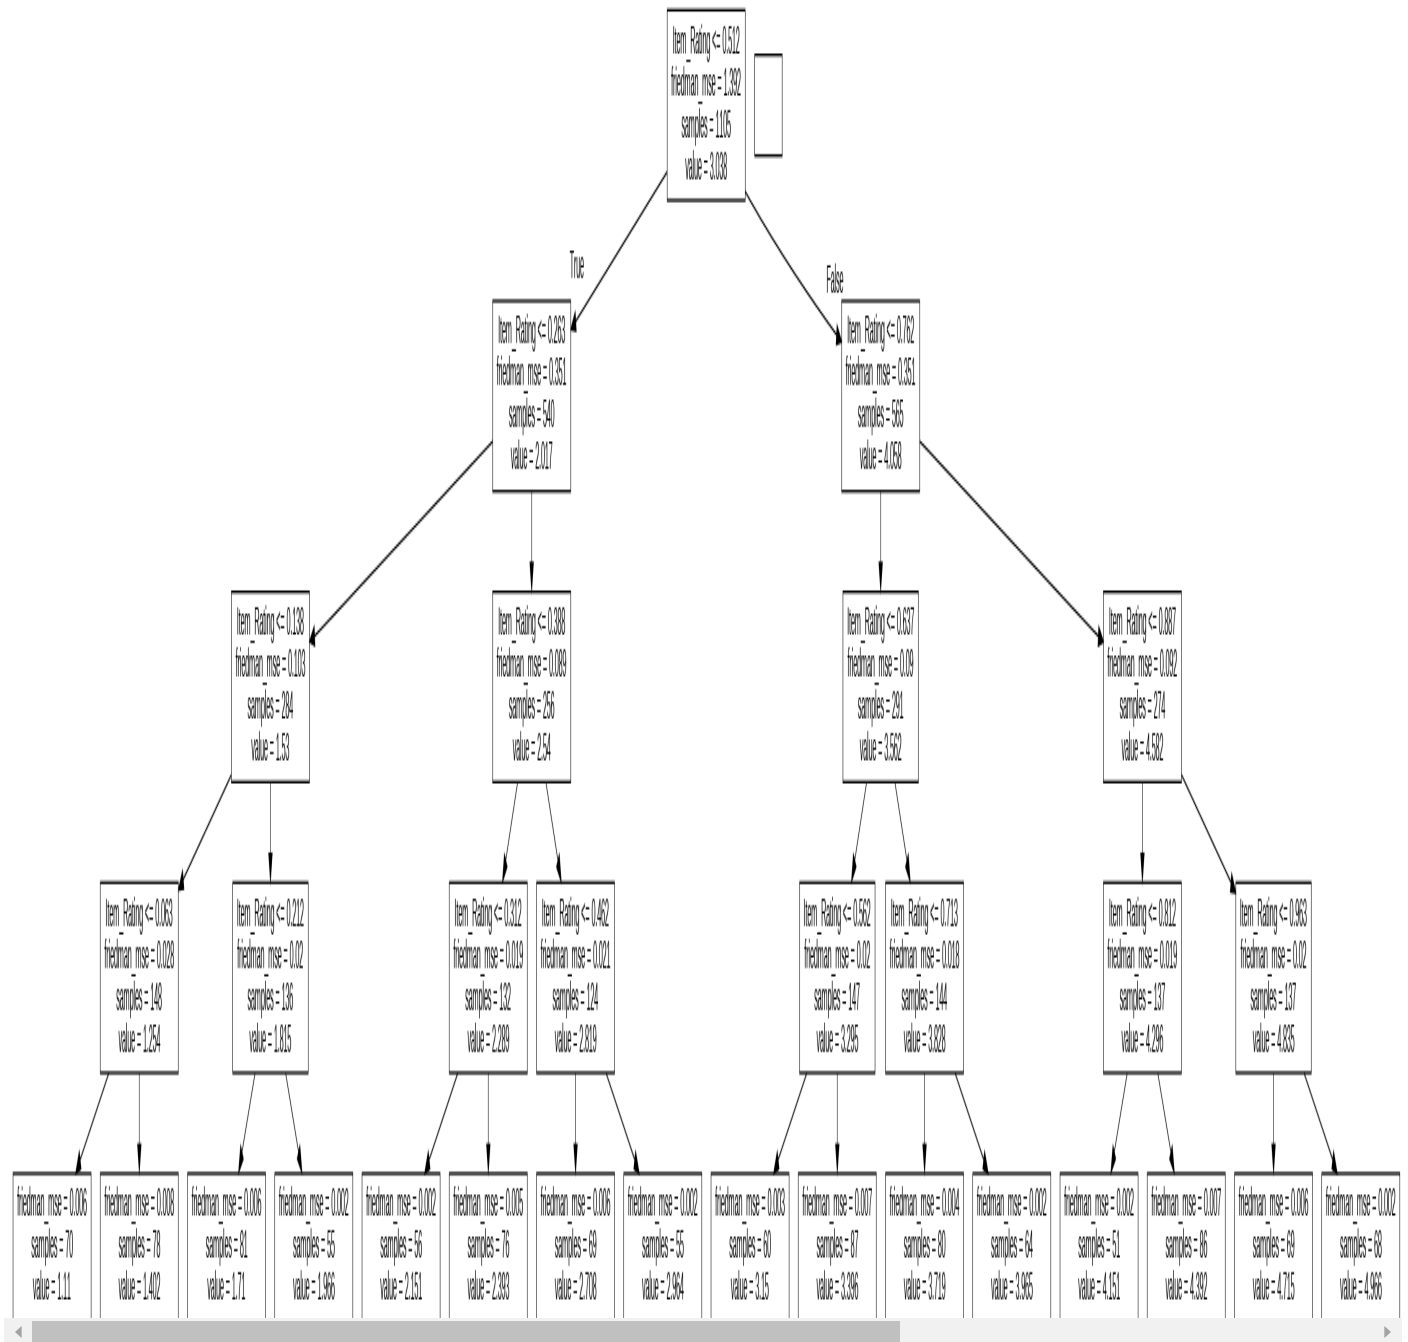 Item_Rating <= 0.512
friedman_mse = 1.392
samples = 1105
value = 3.038
True
False
Item_Rating <= 0.263
friedman_mse = 0.351
samples = 540
value = 2.017
Item_Rating <= 0.762
friedman_mse = 0.351
samples = 565
value = 4.058
Item_Rating <= 0.138
friedman_mse = 0.103
samples = 284
value = 1.53
Item_Rating <= 0.388
friedman_mse = 0.089
samples = 256
value = 2.54
Item_Rating <= 0.637
friedman_mse = 0.09
samples = 291
value = 3.562
Item_Rating <= 0.887
friedman_mse = 0.092
samples = 274
value = 4.582
Item_Rating <= 0.063
friedman_mse = 0.028
samples = 148
value = 1.254
Item_Rating <= 0.212
friedman_mse = 0.02
samples = 136
value = 1.815
Item_Rating <= 0.312
friedman_mse = 0.019
samples = 132
value = 2.289
Item_Rating <= 0.462
friedman_mse = 0.021
samples = 124
value = 2.819
Item_Rating <= 0.562
friedman_mse = 0.02
samples = 147
value = 3.295
Item_Rating <= 0.713
friedman_mse = 0.018
samples = 144
value = 3.828
Item_Rating <= 0.812
friedman_mse = 0.019
samples = 137
value = 4.296
Item_Rating <= 0.963
friedman_mse = 0.02
samples = 137
value = 4.835
friedman_mse = 0.006
samples = 70
value = 1.11
friedman_mse = 0.008
samples = 78
value = 1.402
friedman_mse = 0.006
samples = 81
value = 1.71
friedman_mse = 0.002
samples = 55
value = 1.966
friedman_mse = 0.002
samples = 56
value = 2.151
friedman_mse = 0.005
samples = 76
value = 2.393
friedman_mse = 0.006
samples = 69
value = 2.708
friedman_mse = 0.002
samples = 55
value = 2.964
friedman_mse = 0.003
samples = 60
value = 3.15
friedman_mse = 0.007
samples = 87
value = 3.396
friedman_mse = 0.004
samples = 80
value = 3.719
friedman_mse = 0.002
samples = 64
value = 3.965
friedman_mse = 0.002
samples = 51
value = 4.151
friedman_mse = 0.007
samples = 86
value = 4.392
friedman_mse = 0.006
samples = 69
value = 4.715
friedman_mse = 0.002
samples = 68
value = 4.966